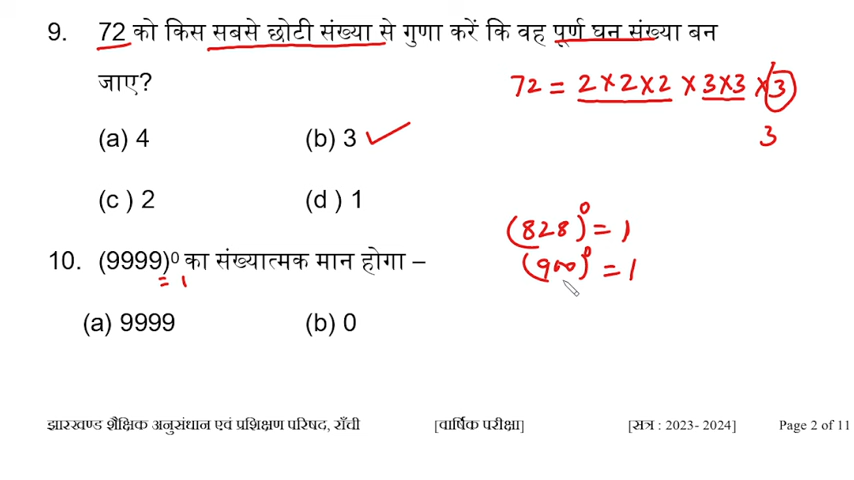 9. 72 को किस सबसे छोटी संख्या से गुणा करें कि वह पूर्ण घन संख्या बन
जाए?
72 = 2 × 2 × 2 × 3 × 3 × 3
3
(a) 4 (b) 3 ✓
(c ) 2 (d ) 1
(828)⁰ = 1
10. (9999)⁰ का संख्यात्मक मान होगा –
= 1
(900)⁰ = 1
(a) 9999 (b) 0
झारखण्ड शैक्षिक अनुसंधान एवं प्रशिक्षण परिषद, राँची [वार्षिक परीक्षा] [सत्र : 2023- 2024] Page 2 of 11